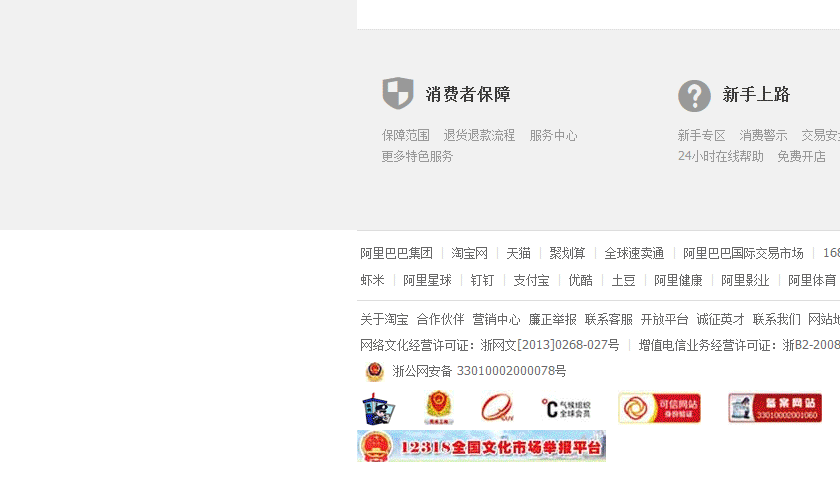 消费者保障
保障范围 退货退款流程 服务中心
更多特色服务
新手上路
新手专区 消费警示 交易安全
24小时在线帮助 免费开店
阿里巴巴集团 | 淘宝网 | 天猫 | 聚划算 | 全球速卖通 | 阿里巴巴国际交易市场 | 168
虾米 | 阿里星球 | 钉钉 | 支付宝 | 优酷 | 土豆 | 阿里健康 | 阿里影业 | 阿里体育
关于淘宝 合作伙伴 营销中心 廉正举报 联系客服 开放平台 诚征英才 联系我们 网站地
网络文化经营许可证：浙网文[2013]0268-027号 | 增值电信业务经营许可证：浙B2-2008
浙公网安备 33010002000078号
气候组织
全球会员
可信网站
身份验证
备案网站
33010002001060
12318全国文化市场举报平台